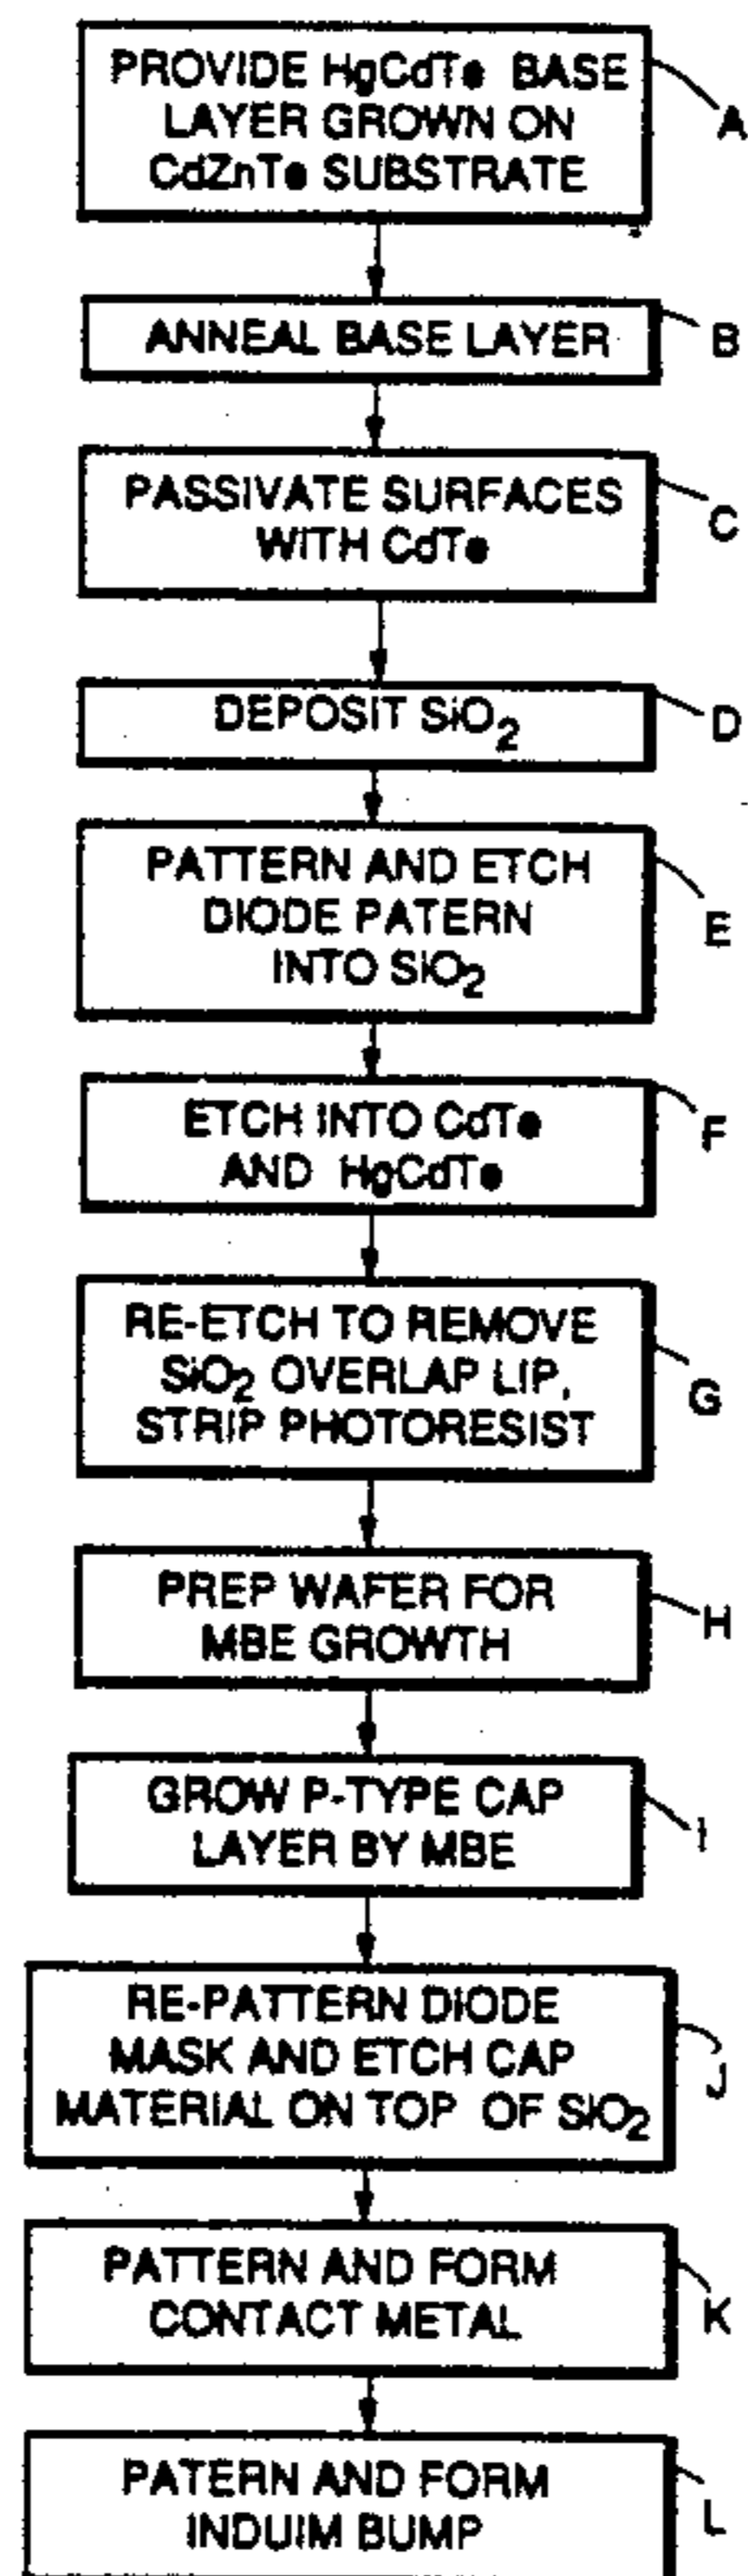 PROVIDE HgCdTe BASE
LAYER GROWN ON
CdZnTe SUBSTRATE
A
ANNEAL BASE LAYER
B
PASSIVATE SURFACES
WITH CdTe
C
DEPOSIT SiO2
D
PATTERN AND ETCH
DIODE PATERN
INTO SiO2
E
ETCH INTO CdTe
AND HgCdTe
F
RE-ETCH TO REMOVE
SiO2 OVERLAP LIP,
STRIP PHOTORESIST
G
PREP WAFER FOR
MBE GROWTH
H
GROW P-TYPE CAP
LAYER BY MBE
I
RE-PATTERN DIODE
MASK AND ETCH CAP
MATERIAL ON TOP OF SiO2
J
PATTERN AND FORM
CONTACT METAL
K
PATERN AND FORM
INDUIM BUMP
L